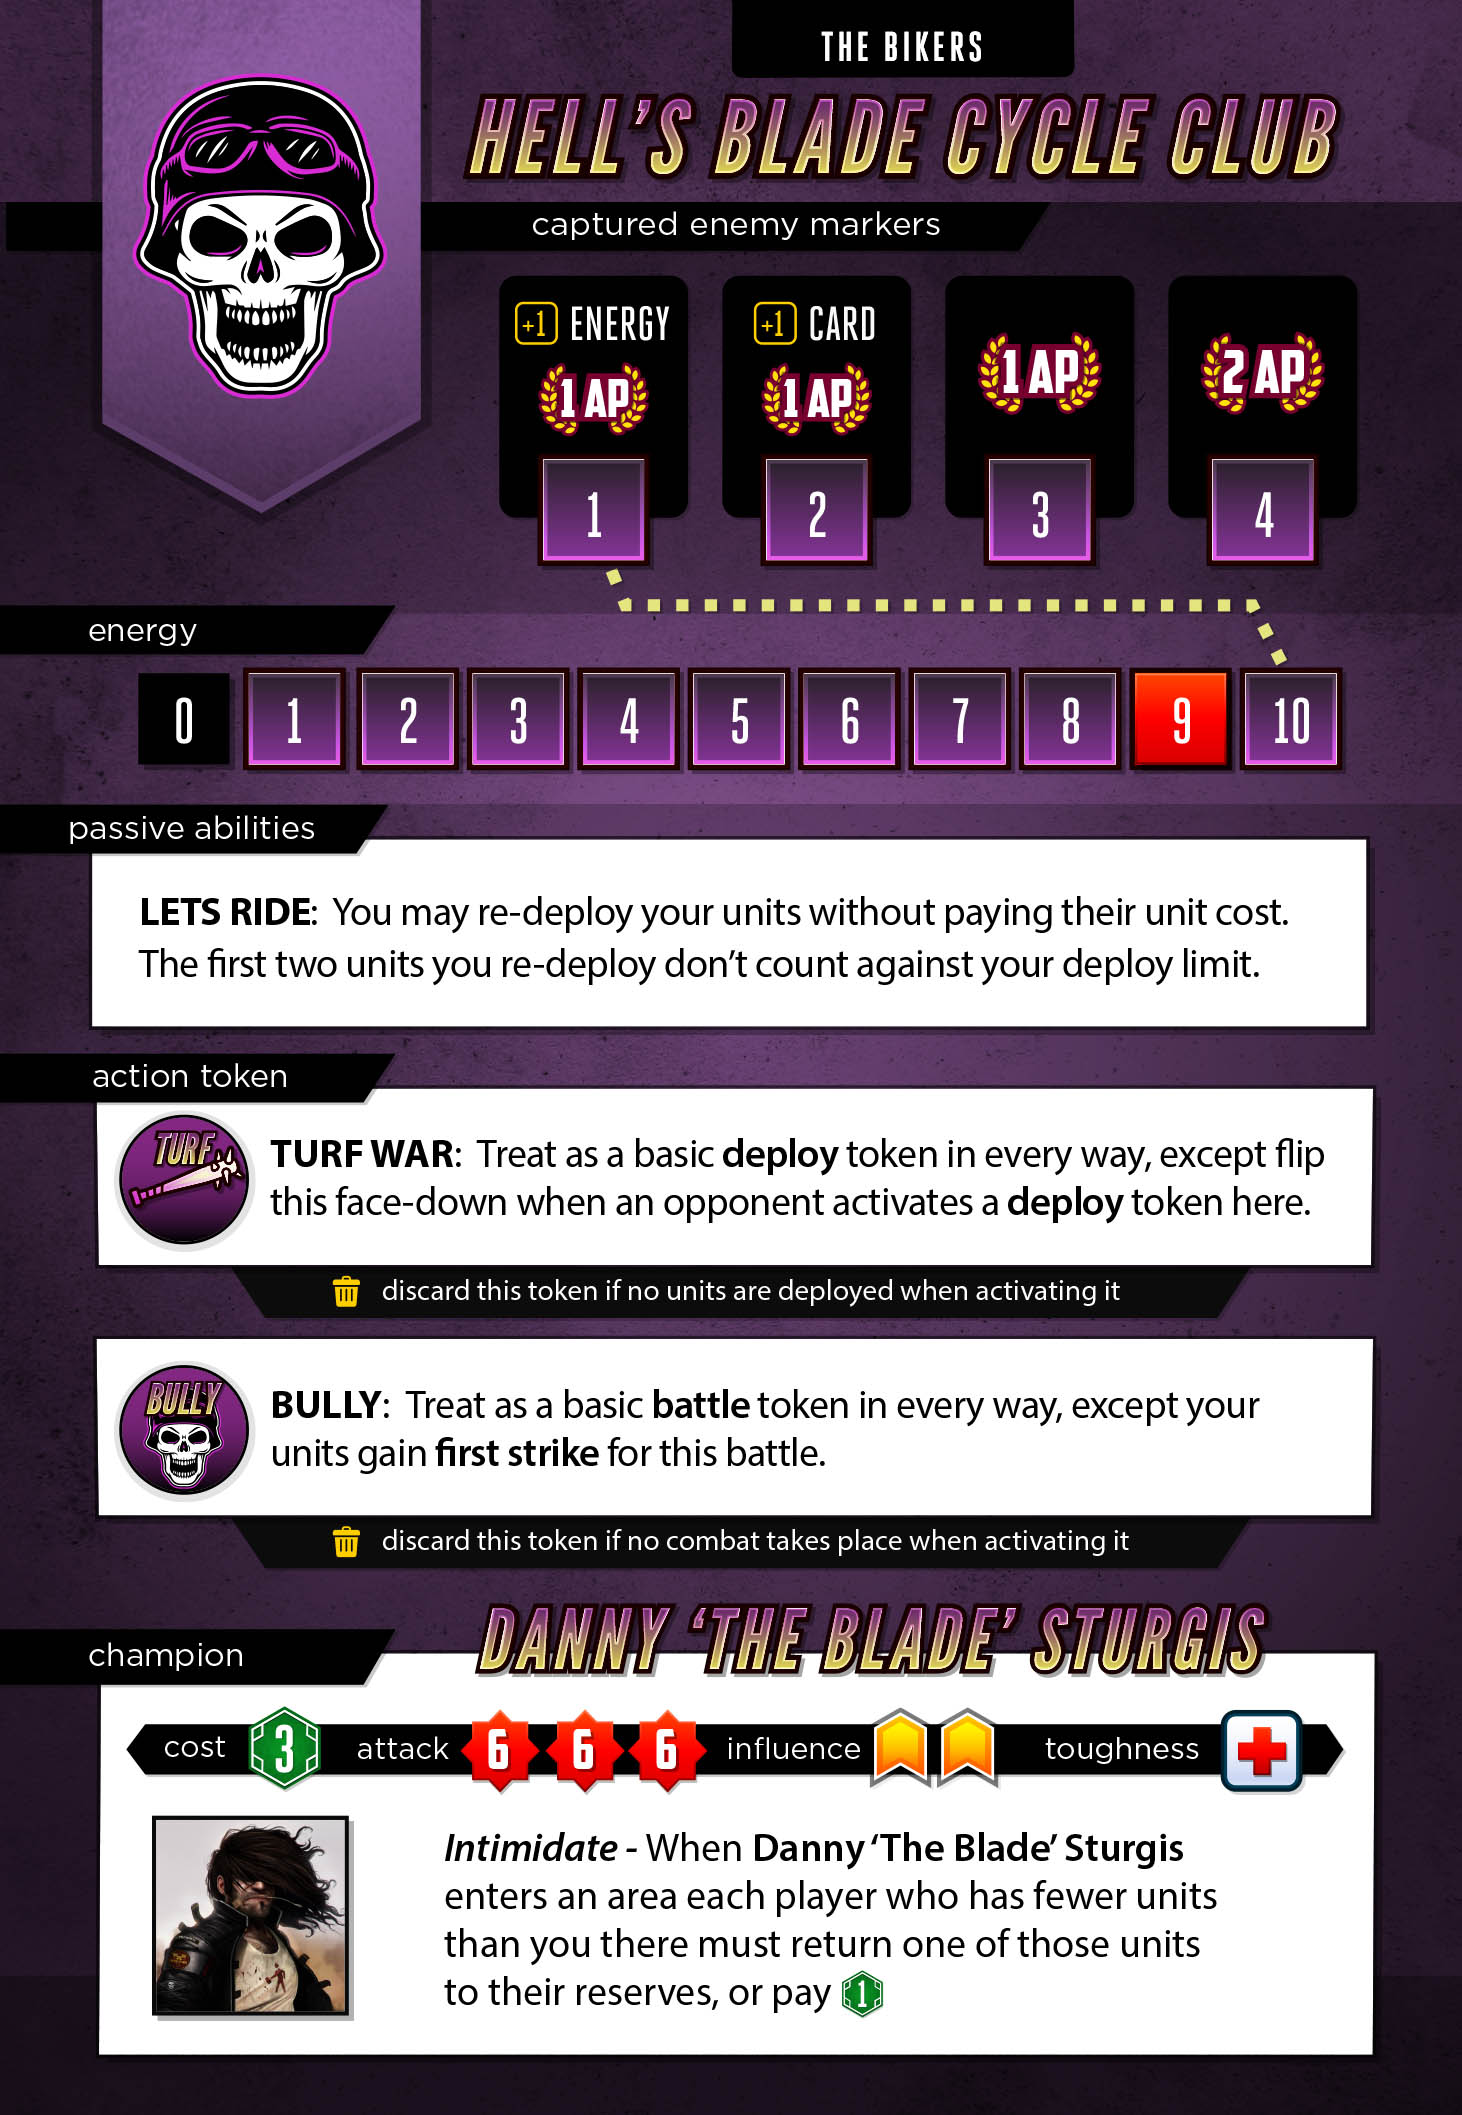 THE BIKERS
HELL'S BLADE CYCLE CLUB
captured enemy markers
+1 ENERGY
1 AP
1
+1 CARD
1 AP
2
1 AP
3
2 AP
4
energy
0 1 2 3 4 5 6 7 8 9 10
passive abilities
LETS RIDE: You may re-deploy your units without paying their unit cost.
The first two units you re-deploy don't count against your deploy limit.
action token
TURF
TURF WAR: Treat as a basic deploy token in every way, except flip
this face-down when an opponent activates a deploy token here.
discard this token if no units are deployed when activating it
BULLY
BULLY: Treat as a basic battle token in every way, except your
units gain first strike for this battle.
discard this token if no combat takes place when activating it
DANNY 'THE BLADE' STURGIS
champion
cost 3 attack 6 6 6 influence toughness
Intimidate - When Danny 'The Blade' Sturgis
enters an area each player who has fewer units
than you there must return one of those units
to their reserves, or pay 1